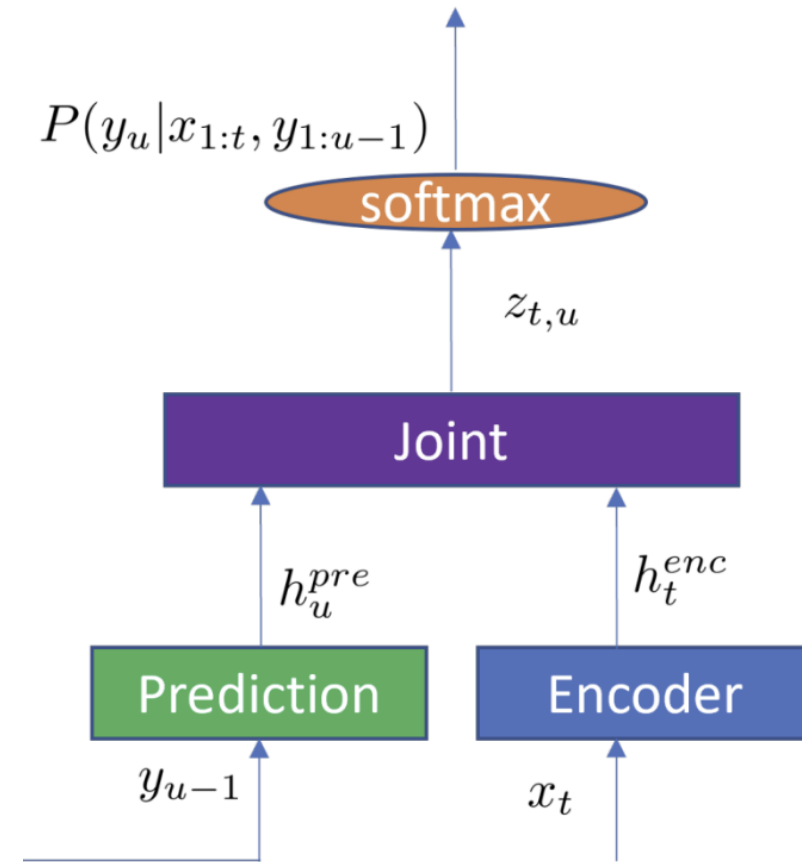 P(y_u|x_{1:t}, y_{1:u-1})
softmax
z_{t,u}
Joint
h_u^{pre}
h_t^{enc}
Prediction
Encoder
y_{u-1}
x_t